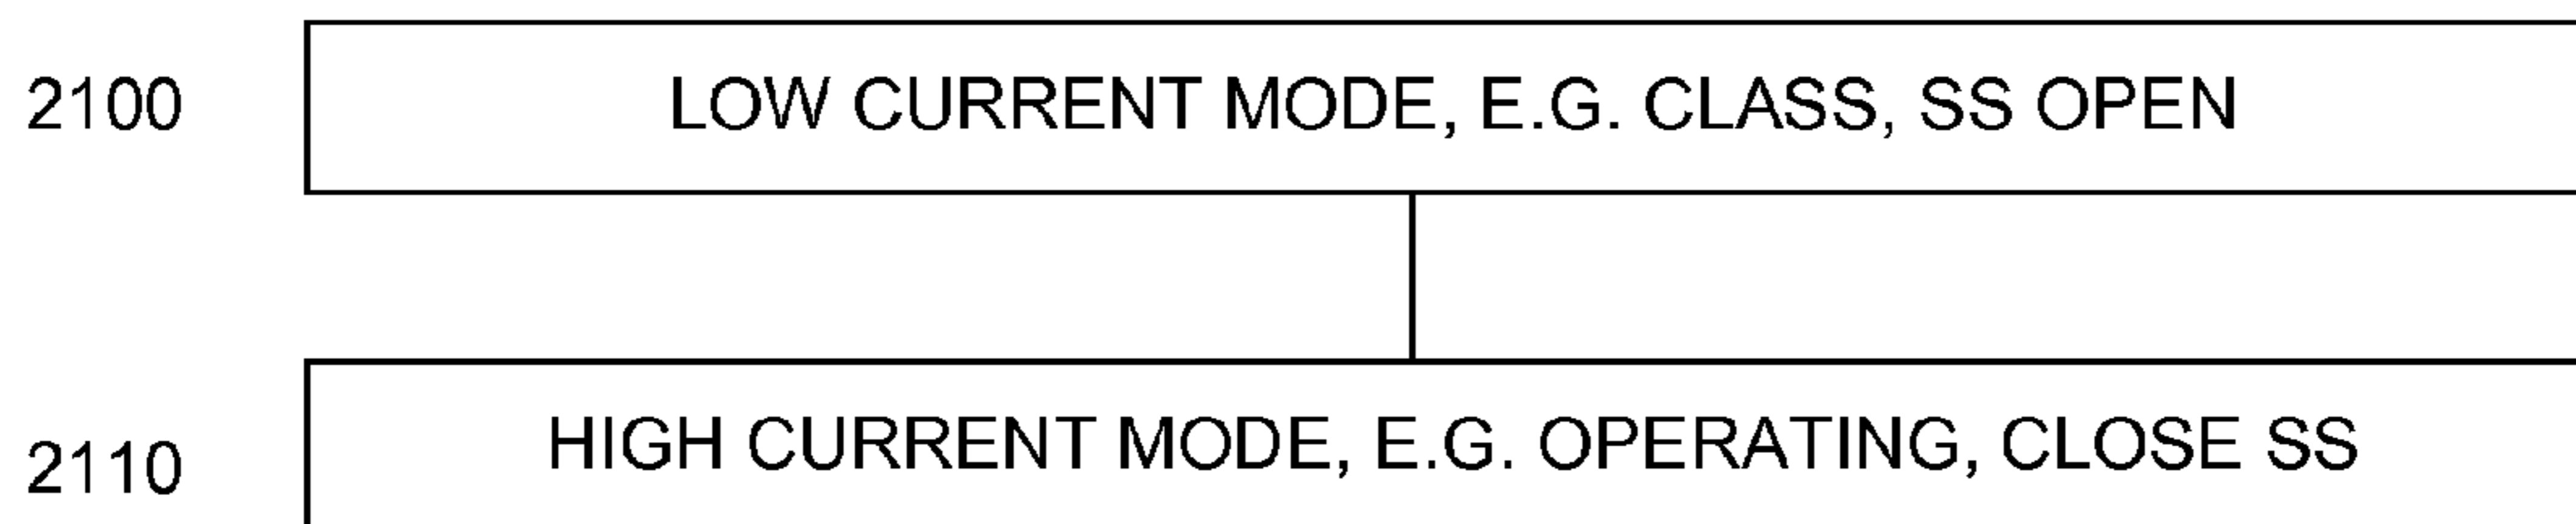 2100
LOW CURRENT MODE, E.G. CLASS, SS OPEN
2110
HIGH CURRENT MODE, E.G. OPERATING, CLOSE SS